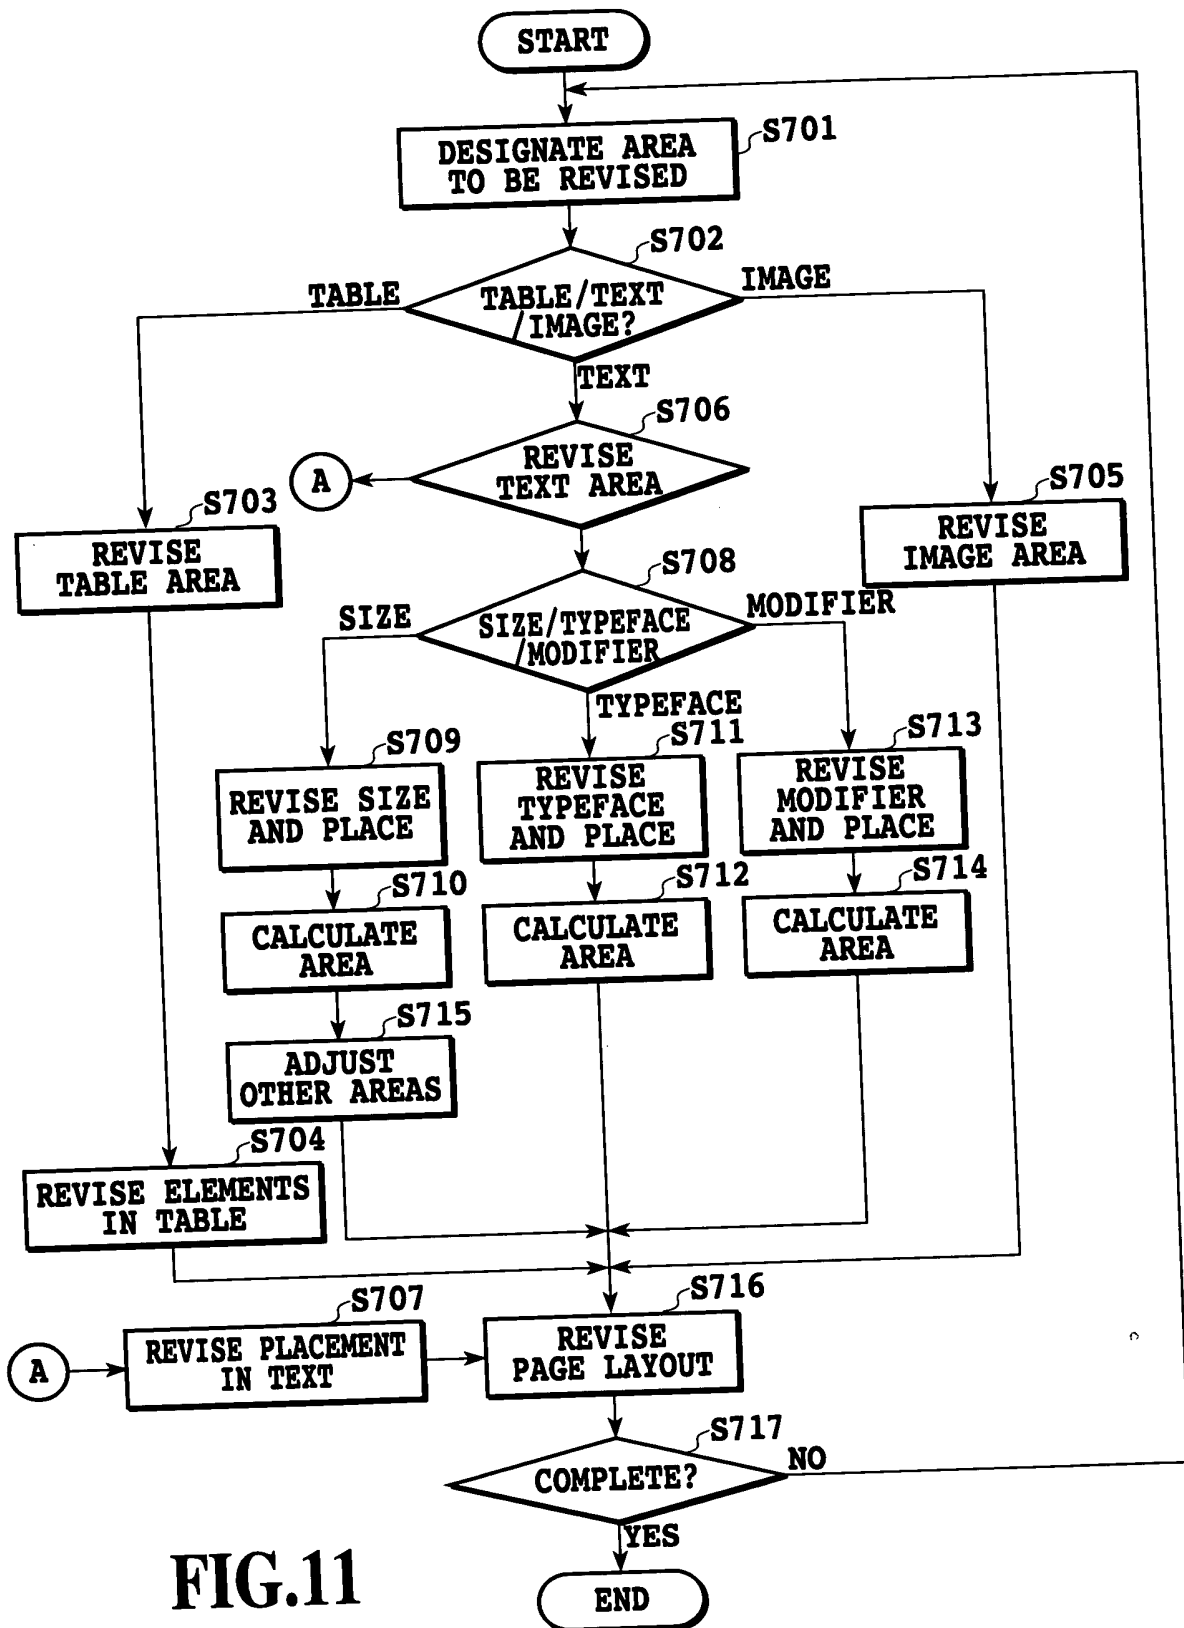 START
S701
DESIGNATE AREA
TO BE REVISED
S702
TABLE
TABLE/TEXT
/IMAGE?
IMAGE
TEXT
S706
REVISE
TEXT AREA
A
S703
REVISE
TABLE AREA
S705
REVISE
IMAGE AREA
S708
SIZE
SIZE/TYPEFACE
/MODIFIER
MODIFIER
TYPEFACE
S709
REVISE SIZE
AND PLACE
S711
REVISE
TYPEFACE
AND PLACE
S713
REVISE
MODIFIER
AND PLACE
S710
CALCULATE
AREA
S712
CALCULATE
AREA
S714
CALCULATE
AREA
S715
ADJUST
OTHER AREAS
S704
REVISE ELEMENTS
IN TABLE
A
S707
REVISE PLACEMENT
IN TEXT
S716
REVISE
PAGE LAYOUT
S717
COMPLETE?
NO
YES
END
FIG.11